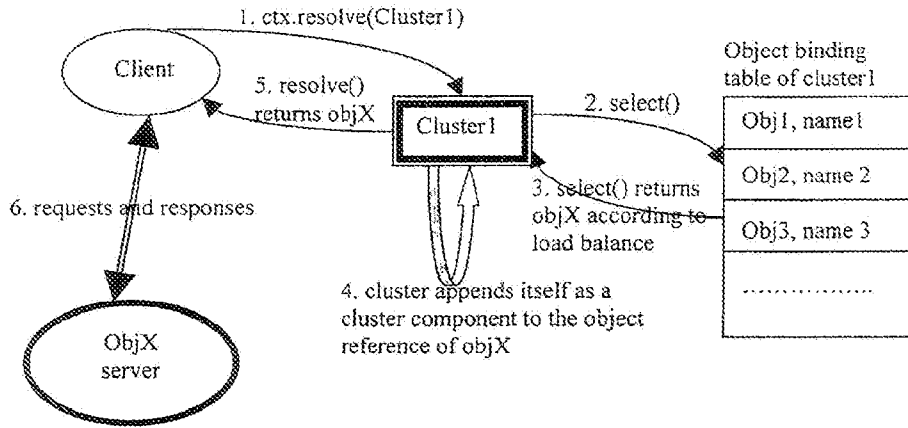 1. ctx.resolve(Cluster1)
Client
5. resolve()
returns objX
Cluster1
2. select()
Object binding
table of cluster1
Obj1, name1
Obj2, name 2
Obj3, name 3
................
3. select() returns
objX according to
load balance
6. requests and responses
4. cluster appends itself as a
cluster component to the object
reference of objX
ObjX
server